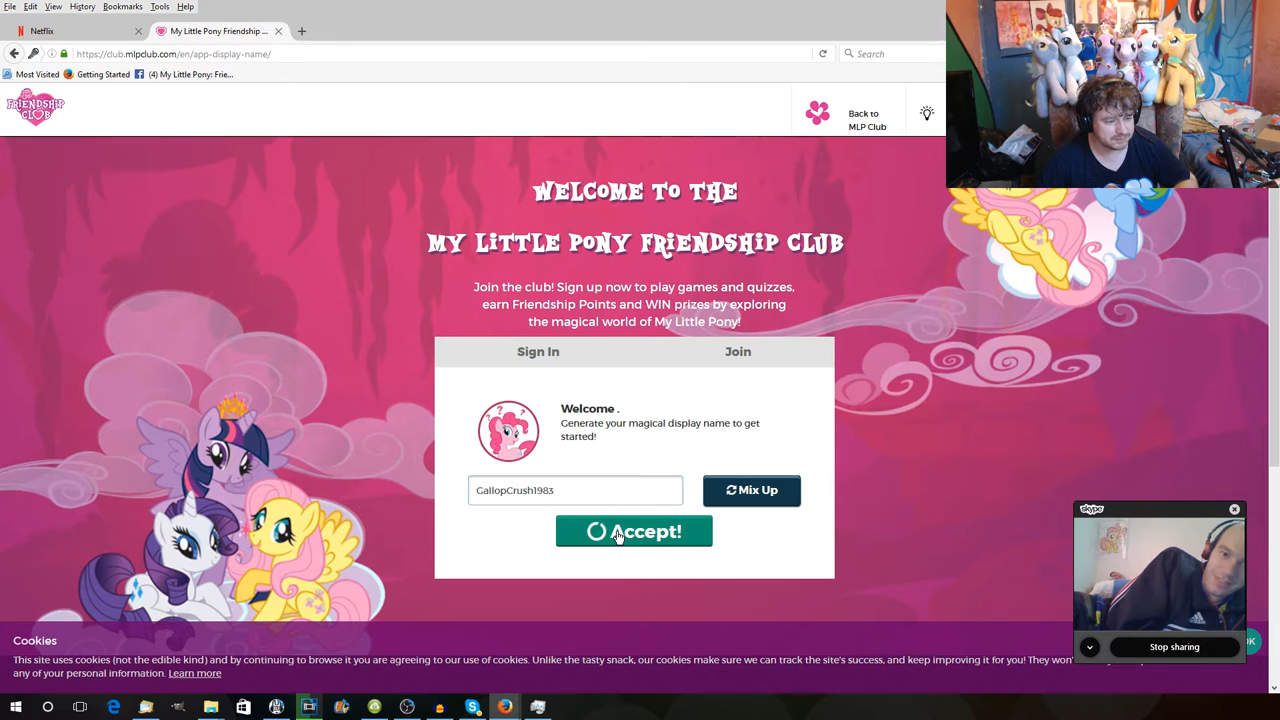 File Edit View History Bookmarks Tools Help
Netflix
My Little Pony Friendship ...
https://club.mlpclub.com/en/app-display-name/
Search
Most Visited
Getting Started
(4) My Little Pony: Frie...
FRIENDSHIP
CLUB
Back to
MLP Club
WELCOME TO THE
MY LITTLE PONY FRIENDSHIP CLUB
Join the club! Sign up now to play games and quizzes,
earn Friendship Points and WIN prizes by exploring
the magical world of My Little Pony!
Sign In
Join
Welcome .
Generate your magical display name to get
started!
GallopCrush1983
Mix Up
Accept!
skype
Stop sharing
Cookies
OK
This site uses cookies (not the edible kind) and by continuing to browse it you are agreeing to our use of cookies. Unlike the tasty snack, our cookies make sure we can track the site's success, and keep improving it for you! They won'
any of your personal information. Learn more